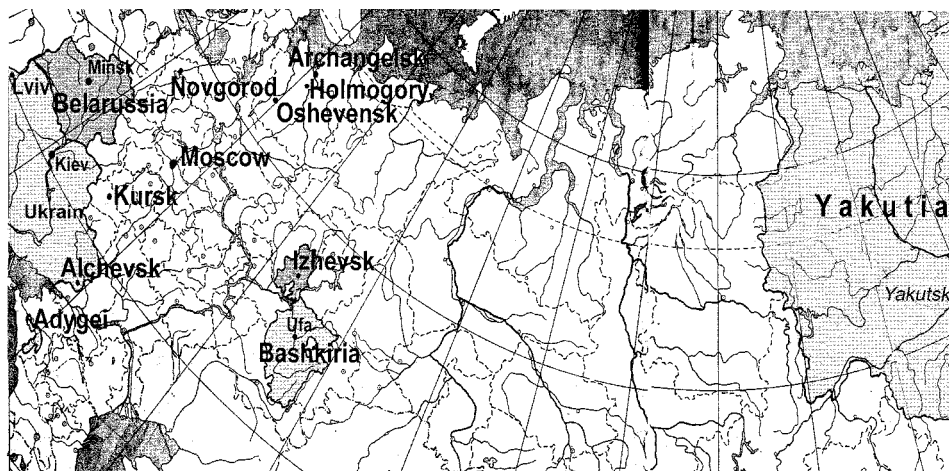 Archangelsk
Minsk
Lviv
Belarussia
Novgorod
Holmogory,
Oshevensk
Kiev
Moscow
Kursk
Ukrain
Yakutia
Alchevsk
Izhevsk
Yakutsk
Adygei
Ufa
Bashkiria